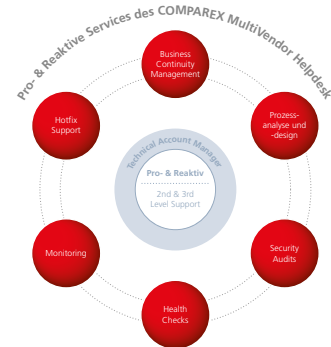 Pro- & Reaktive Services des COMPAREX MultiVendor Helpdesk
Business
Continuity
Management
Hotfix
Support
Prozess-
analyse und
-design
Technical Account Manager
Pro- & Reaktiv
2nd & 3rd
Level Support
Monitoring
Security
Audits
Health
Checks